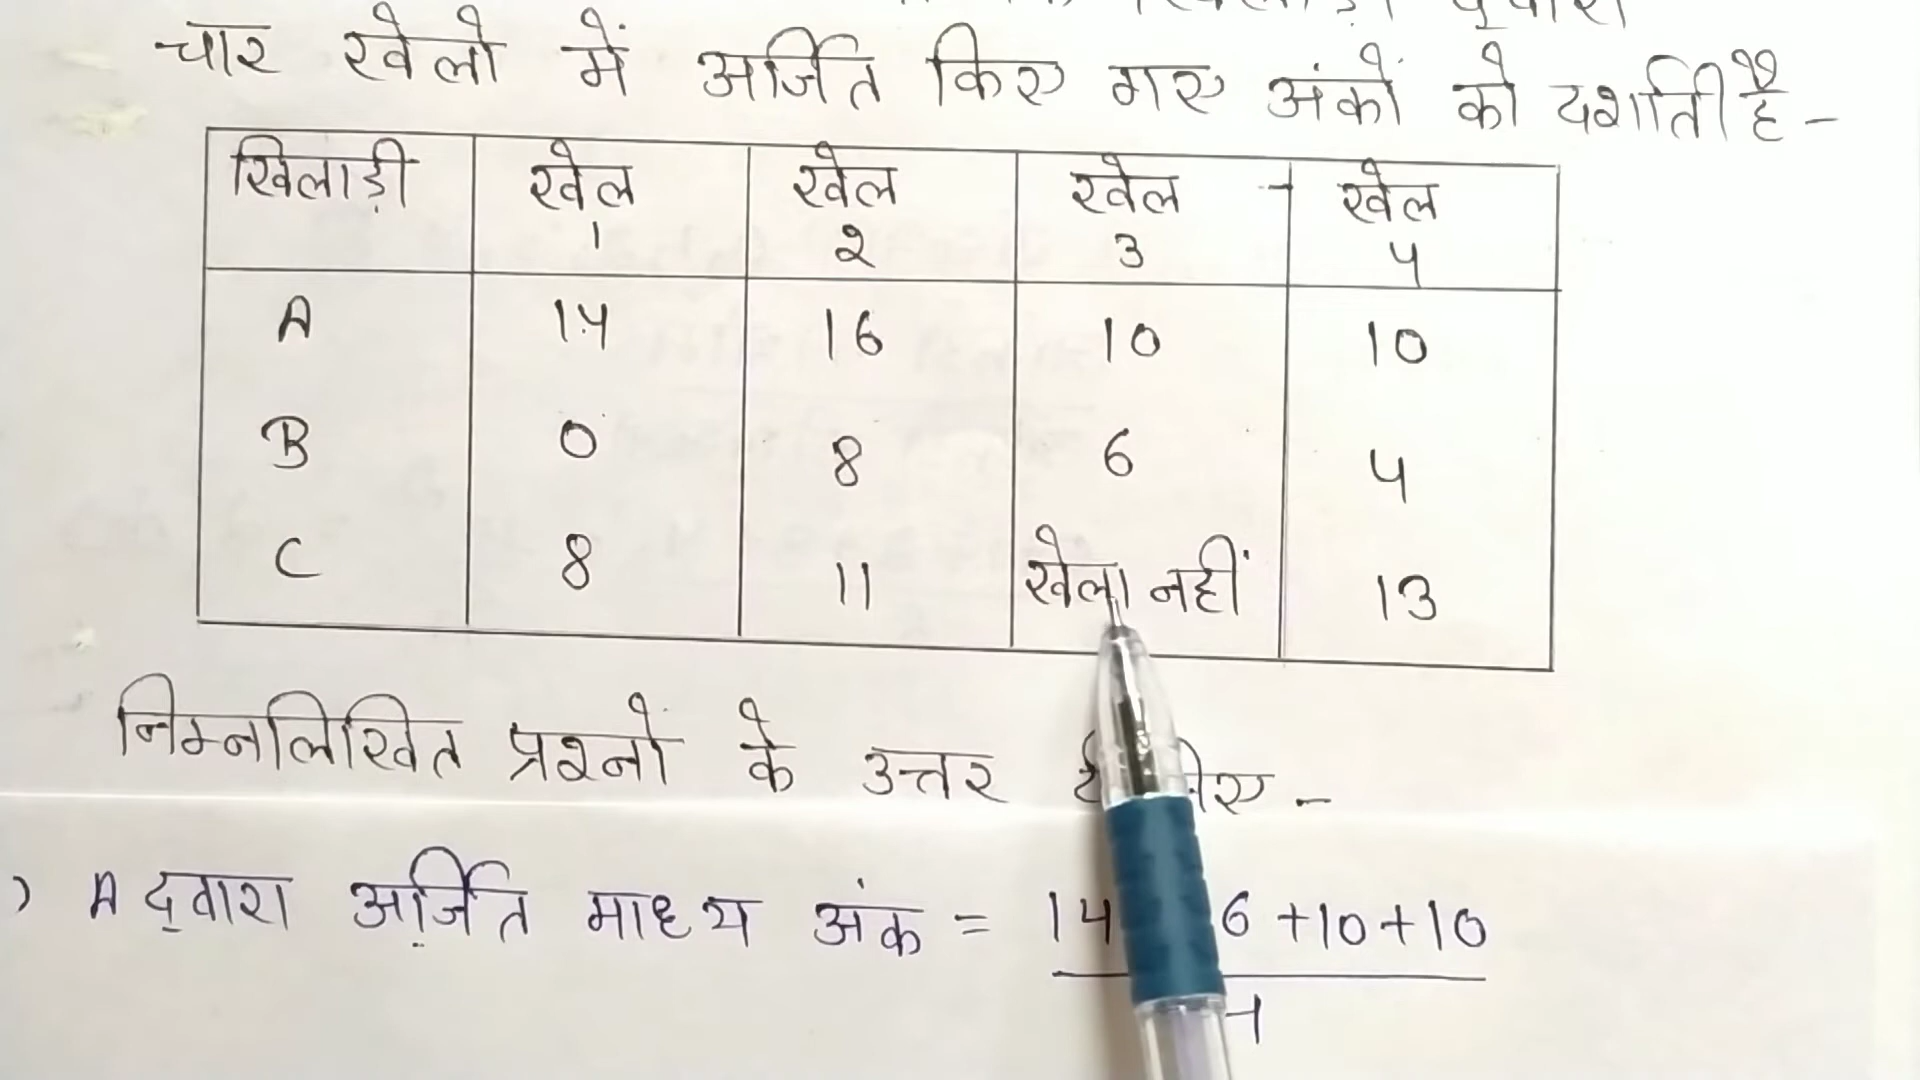 चार खेलो में अर्जित किए गए अंकों को दर्शाती है -
खिलाड़ी खेल 1 खेल 2 खेल 3 खेल 4
A 14 16 10 10
B 0 8 6 4
C 8 11 खेला नहीं 13
निम्नलिखित प्रश्नो के उत्तर -
) A द्वारा अर्जित माध्य अंक = 14 6 +10+10